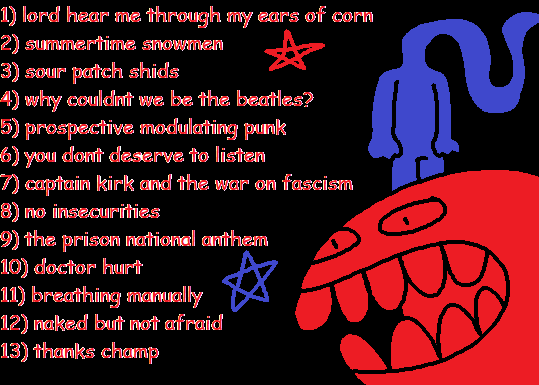 1) lord hear me through my ears of corn
2) summertime snowmen
3) sour patch shids
4) why couldnt we be the beatles?
5) prospective modulating punk
6) you dont deserve to listen
7) captain kirk and the war on fascism
8) no insecurities
9) the prison national anthem
10) doctor hurt
11) breathing manually
12) naked but not afraid
13) thanks champ